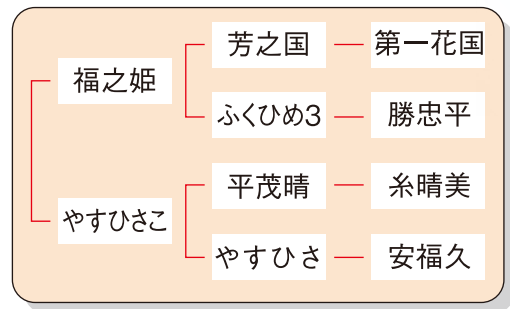 芳之国
第一花国
福之姫
ふくひめ3
勝忠平
平茂晴
糸晴美
やすひさこ
やすひさ
安福久